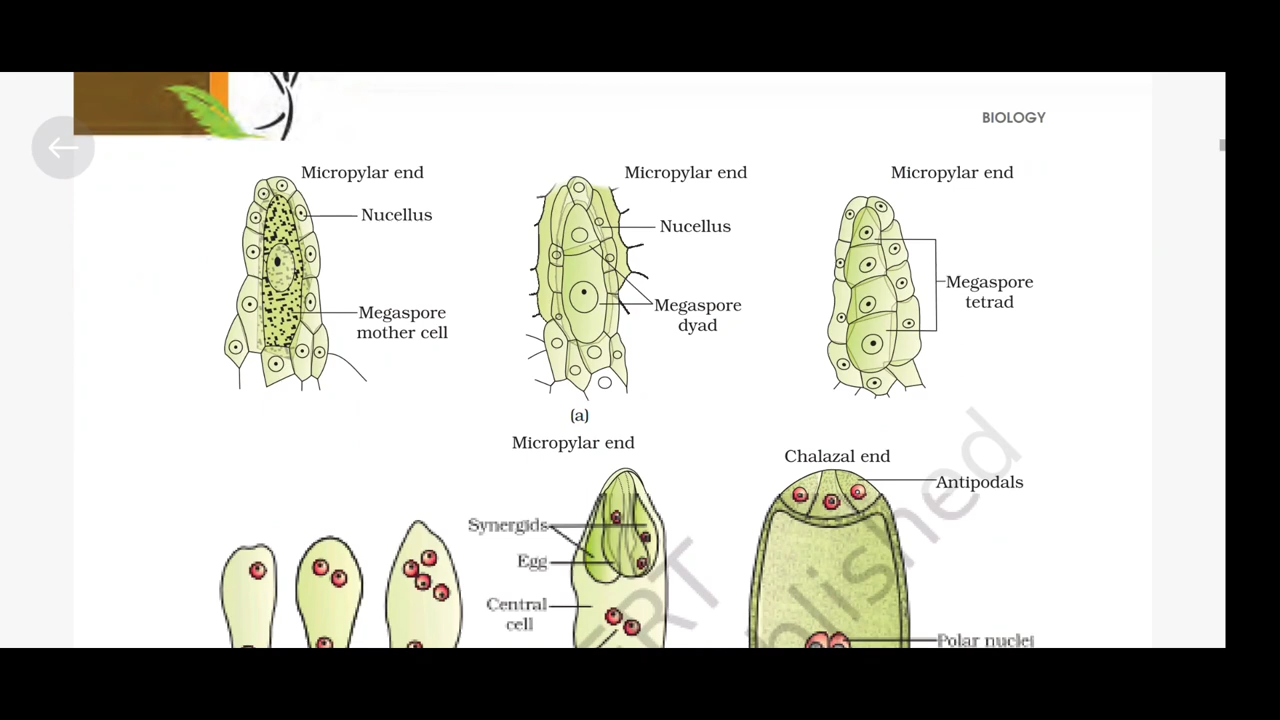 BIOLOGY
Micropylar end
Micropylar end
Micropylar end
Nucellus
Nucellus
Megaspore
mother cell
Megaspore
dyad
Megaspore
tetrad
(a)
Micropylar end
Chalazal end
Antipodals
Synergids
Egg
Central
cell
Polar nuclei